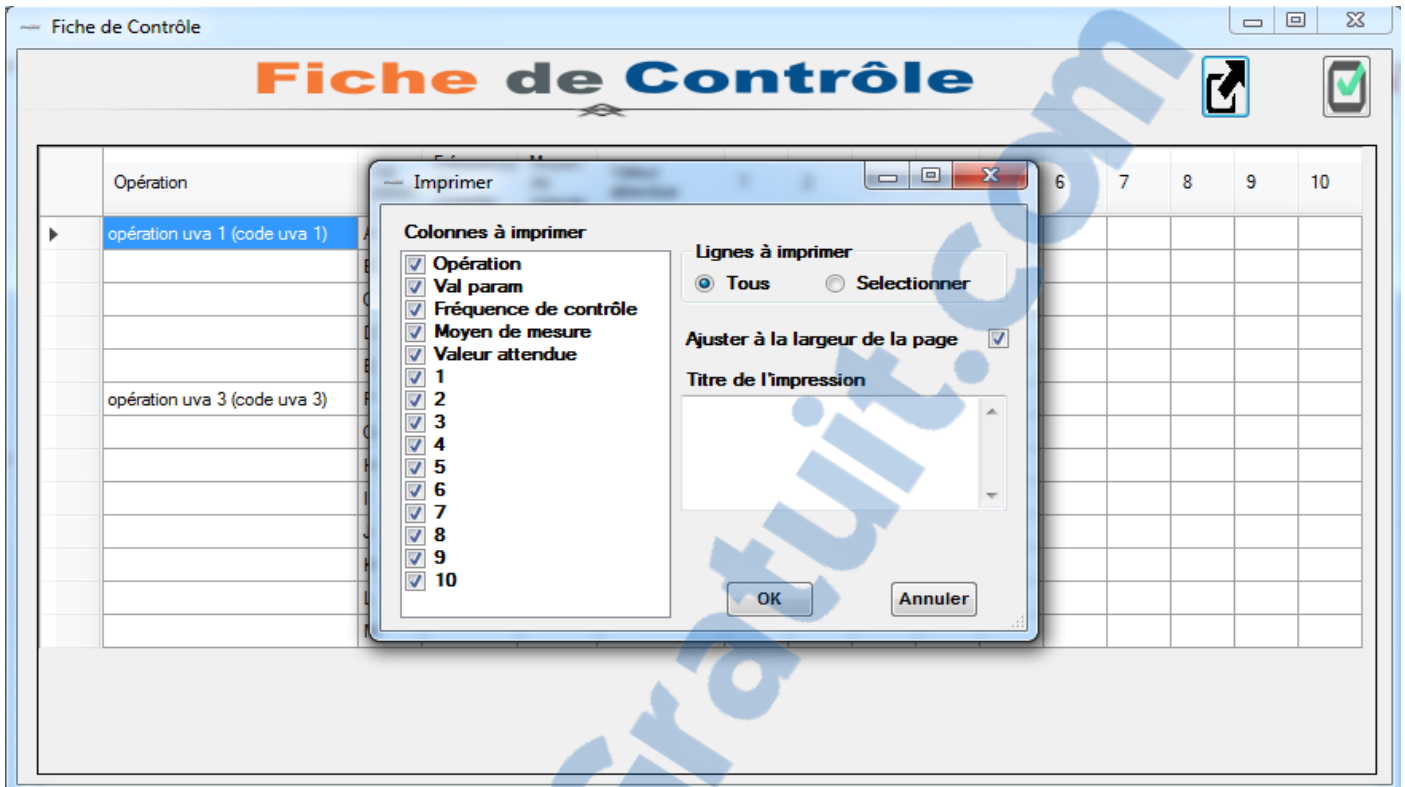 Fiche de Contrôle
Fiche de Contrôle
Opération
6 7 8 9 10
opération uva 1 (code uva 1)
opération uva 3 (code uva 3)
Imprimer
Colonnes à imprimer
Opération
Val param
Fréquence de contrôle
Moyen de mesure
Valeur attendue
1
2
3
4
5
6
7
8
9
10
Lignes à imprimer
Tous Selectionner
Ajuster à la largeur de la page
Titre de l'impression
OK Annuler
Gratuit.com